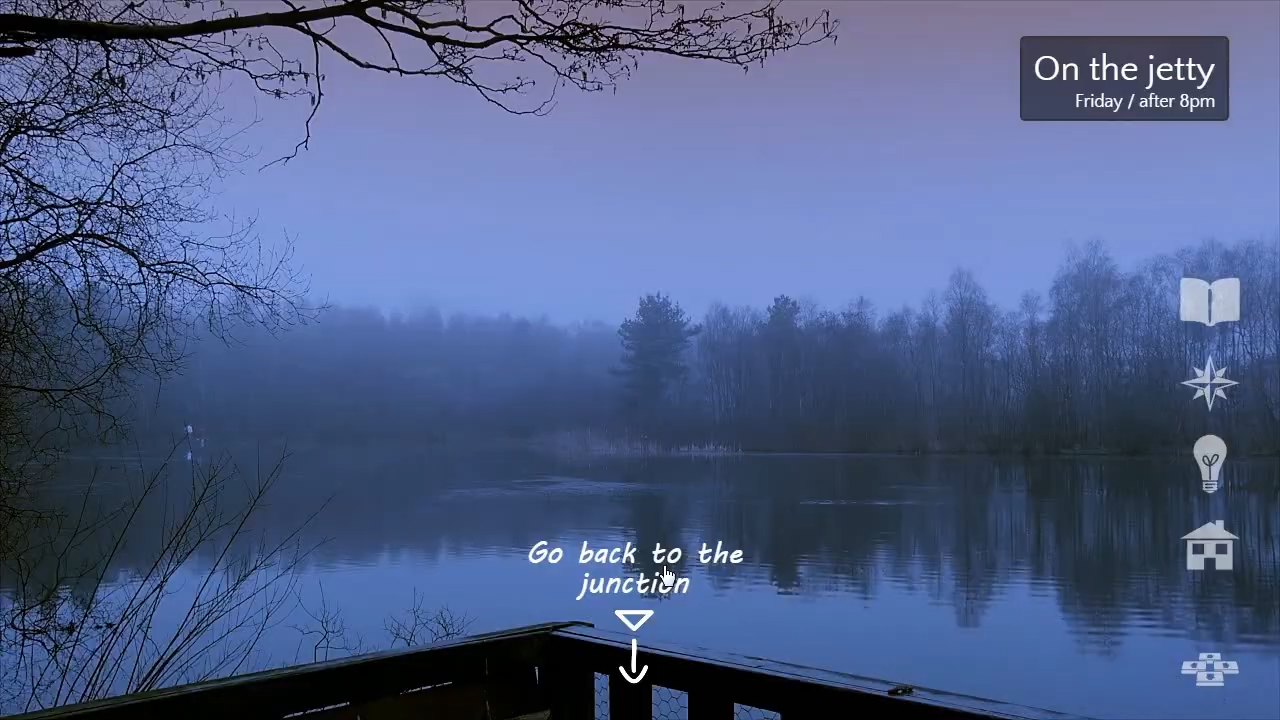 On the jetty
Friday / after 8pm
Go back to the
junction